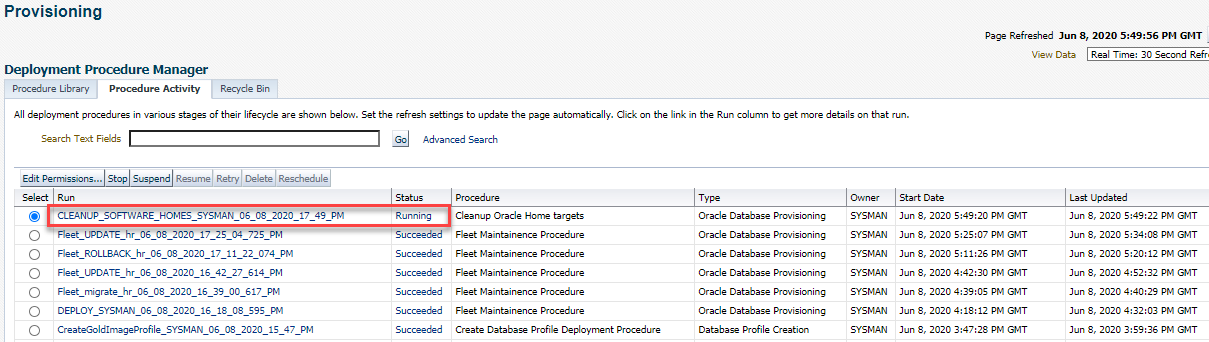 Provisioning
Page Refreshed Jun 8, 2020 5:49:56 PM GMT
View Data Real Time: 30 Second Refr
Deployment Procedure Manager
Procedure Library Procedure Activity Recycle Bin
All deployment procedures in various stages of their lifecycle are shown below. Set the refresh settings to update the page automatically. Click on the link in the Run column to get more details on that run.
Search Text Fields Go Advanced Search
Edit Permissions... Stop Suspend Resume Retry Delete Reschedule
Select Run Status Procedure Type Owner Start Date Last Updated
CLEANUP_SOFTWARE_HOMES_SYSMAN_06_08_2020_17_49_PM Running Cleanup Oracle Home targets Oracle Database Provisioning SYSMAN Jun 8, 2020 5:49:20 PM GMT Jun 8, 2020 5:49:22 PM GMT
Fleet_UPDATE_hr_06_08_2020_17_25_04_725_PM Succeeded Fleet Maintainence Procedure Oracle Database Provisioning SYSMAN Jun 8, 2020 5:25:07 PM GMT Jun 8, 2020 5:34:08 PM GMT
Fleet_ROLLBACK_hr_06_08_2020_17_11_22_074_PM Succeeded Fleet Maintainence Procedure Oracle Database Provisioning SYSMAN Jun 8, 2020 5:11:26 PM GMT Jun 8, 2020 5:20:12 PM GMT
Fleet_UPDATE_hr_06_08_2020_16_42_27_614_PM Succeeded Fleet Maintainence Procedure Oracle Database Provisioning SYSMAN Jun 8, 2020 4:42:30 PM GMT Jun 8, 2020 4:52:32 PM GMT
Fleet_migrate_hr_06_08_2020_16_39_00_617_PM Succeeded Fleet Maintainence Procedure Oracle Database Provisioning SYSMAN Jun 8, 2020 4:39:05 PM GMT Jun 8, 2020 4:40:29 PM GMT
DEPLOY_SYSMAN_06_08_2020_16_18_08_595_PM Succeeded Fleet Maintainence Procedure Oracle Database Provisioning SYSMAN Jun 8, 2020 4:18:12 PM GMT Jun 8, 2020 4:32:03 PM GMT
CreateGoldImageProfile_SYSMAN_06_08_2020_15_47_PM Succeeded Create Database Profile Deployment Procedure Database Profile Creation SYSMAN Jun 8, 2020 3:47:28 PM GMT Jun 8, 2020 3:59:36 PM GMT